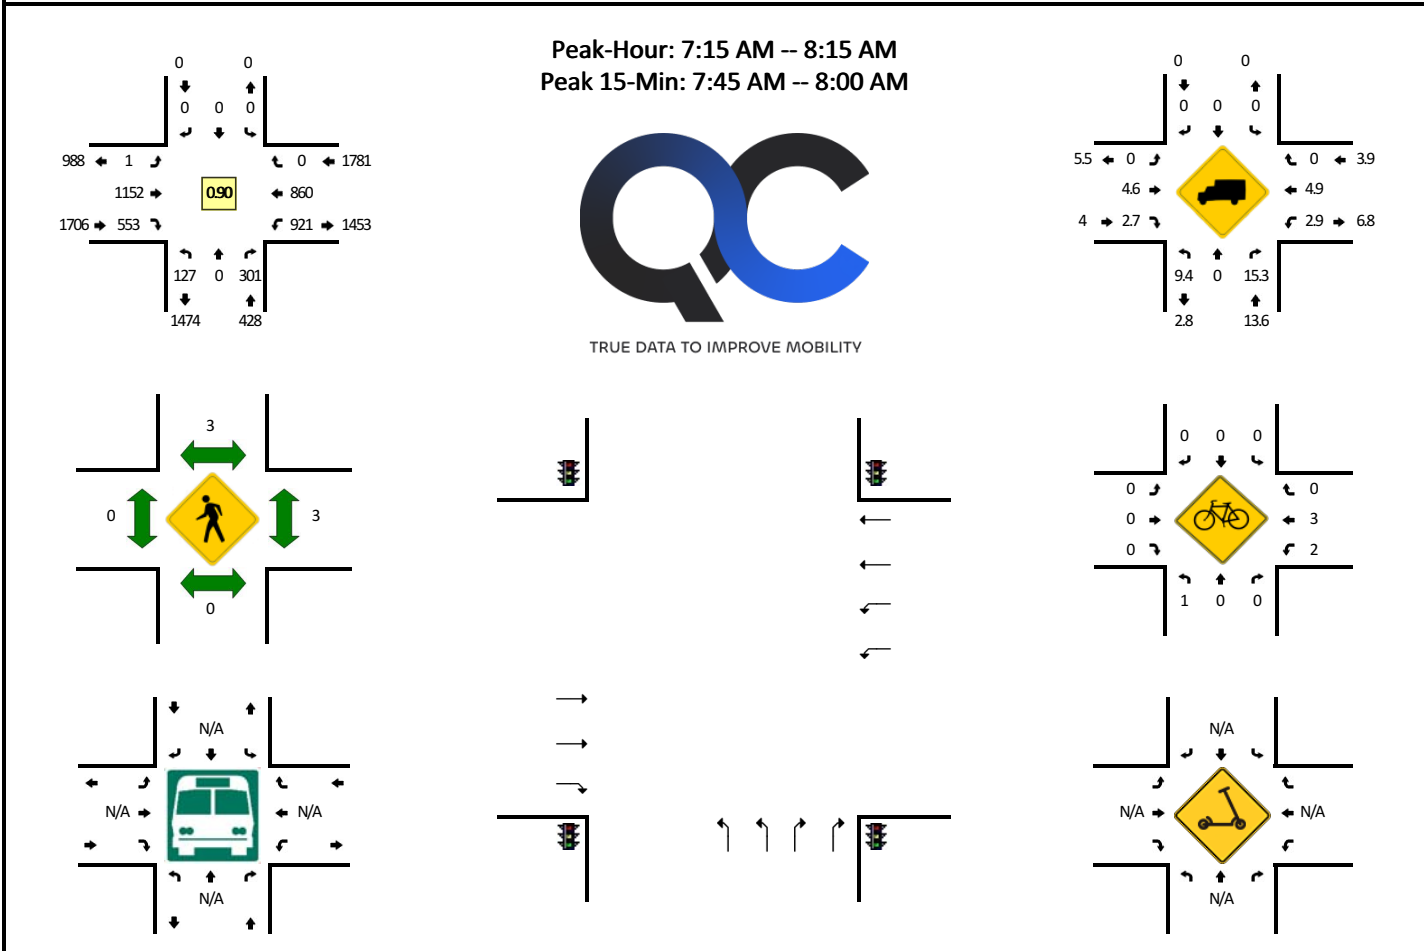 Peak-Hour: 7:15 AM -- 8:15 AM
Peak 15-Min: 7:45 AM -- 8:00 AM
0 0
0 0 0
988 1 0 1781
1152 0.90 860
1706 553 921 1453
127 0 301
1474 428
QC
TRUE DATA TO IMPROVE MOBILITY
0 0
0 0 0
5.5 0 0 3.9
4.6 4.9
4 2.7 2.9 6.8
9.4 0 15.3
2.8 13.6
3
0 3
0
0 0 0
0 0
0 3
0 2
1 0 0
N/A
N/A N/A
N/A
N/A
N/A N/A
N/A